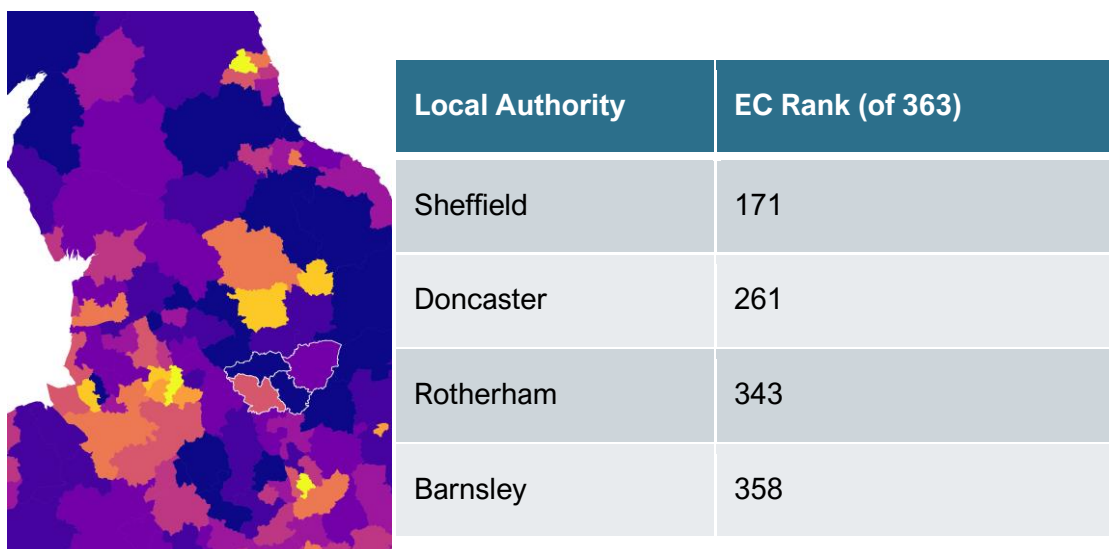 Local Authority EC Rank (of 363)
Sheffield 171
Doncaster 261
Rotherham 343
Barnsley 358